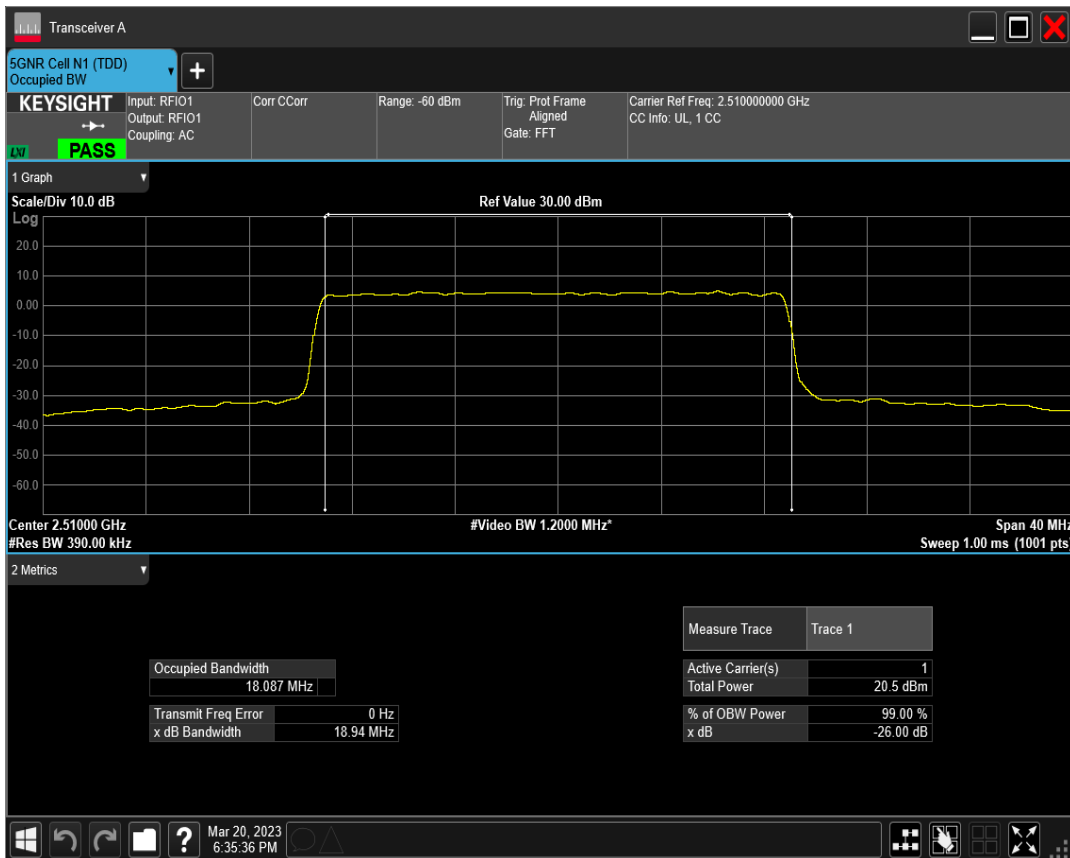 Transceiver A
5GNR Cell N1 (TDD)
Occupied BW
+
KEYSIGHT
LXI
PASS
Input: RFIO1
Output: RFIO1
Coupling: AC
Corr CCorr
Range: -60 dBm
Trig: Prot Frame
Aligned
Gate: FFT
Carrier Ref Freq: 2.510000000 GHz
CC Info: UL, 1 CC
1 Graph
Scale/Div 10.0 dB
Ref Value 30.00 dBm
Log
20.0
10.0
0.00
-10.0
-20.0
-30.0
-40.0
-50.0
-60.0
Center 2.51000 GHz
#Video BW 1.2000 MHz*
Span 40 MHz
#Res BW 390.00 kHz
Sweep 1.00 ms (1001 pts)
2 Metrics
Measure Trace Trace 1
Occupied Bandwidth
18.087 MHz
Active Carrier(s) 1
Total Power 20.5 dBm
Transmit Freq Error 0 Hz
x dB Bandwidth 18.94 MHz
% of OBW Power 99.00 %
x dB -26.00 dB
?
Mar 20, 2023
6:35:36 PM